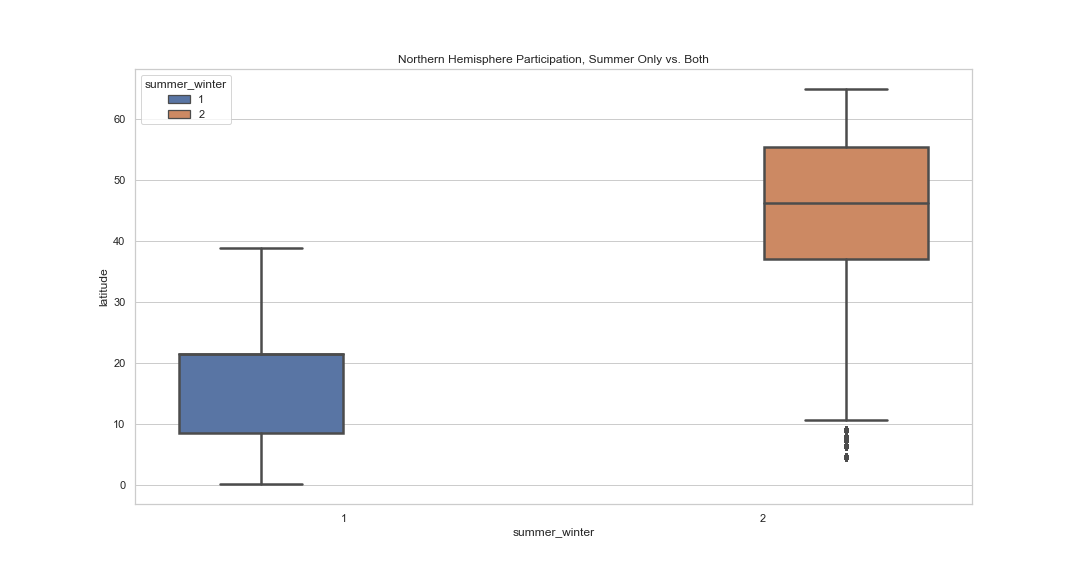 Northern Hemisphere Participation, Summer Only vs. Both
summer_winter
1
2
60
50
40
30
20
10
0
latitude
1
2
summer_winter